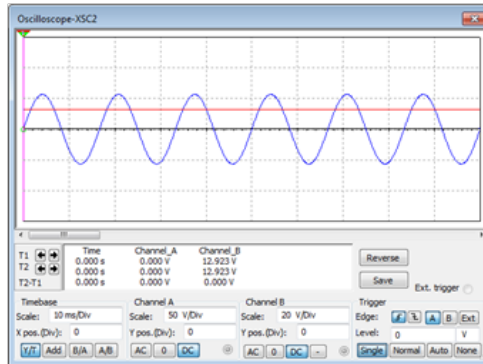 Oscilloscope-XSC2
T1
T2
T2-T1
Time Channel_A Channel_B
0.000 s 0.000 V 12.923 V
0.000 s 0.000 V 12.923 V
0.000 s 0.000 V 0.000 V
Reverse
Save
Ext. trigger
Timebase
Scale: 10 ms/Div
X pos.(Div): 0
Y/T Add B/A A/B
Channel A
Scale: 50 V/Div
Y pos.(Div): 0
AC 0 DC
Channel B
Scale: 20 V/Div
Y pos.(Div): 0
AC 0 DC -
Trigger
Edge: A B Ext
Level: 0 V
Single Normal Auto None